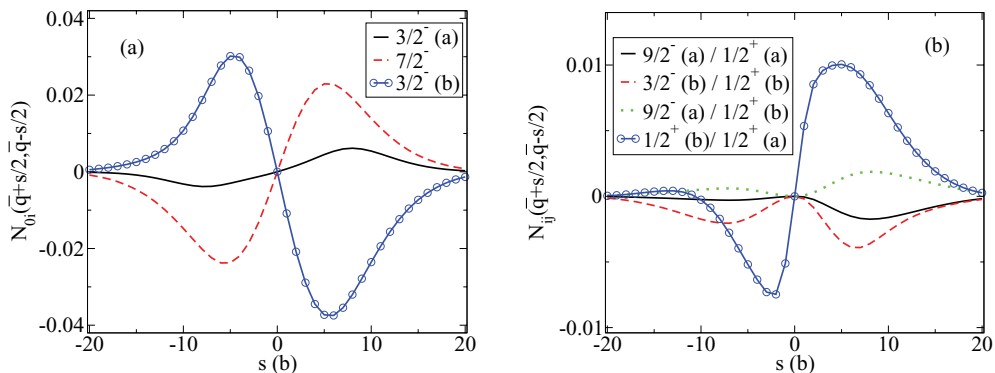 (a)
3/2⁻ (a)
7/2⁻
3/2⁻ (b)
N₀ᵢ(q̄+s/2,q̄-s/2)
0.04
0.02
0
-0.02
-0.04
-20 -10 0 10 20
s (b)
(b)
9/2⁻ (a) / 1/2⁺ (a)
3/2⁻ (b) / 1/2⁺ (b)
9/2⁻ (a) / 1/2⁺ (b)
1/2⁺ (b)/ 1/2⁺ (a)
Nᵢⱼ(q̄+s/2,q̄-s/2)
0.01
0
-0.01
-20 -10 0 10 20
s (b)